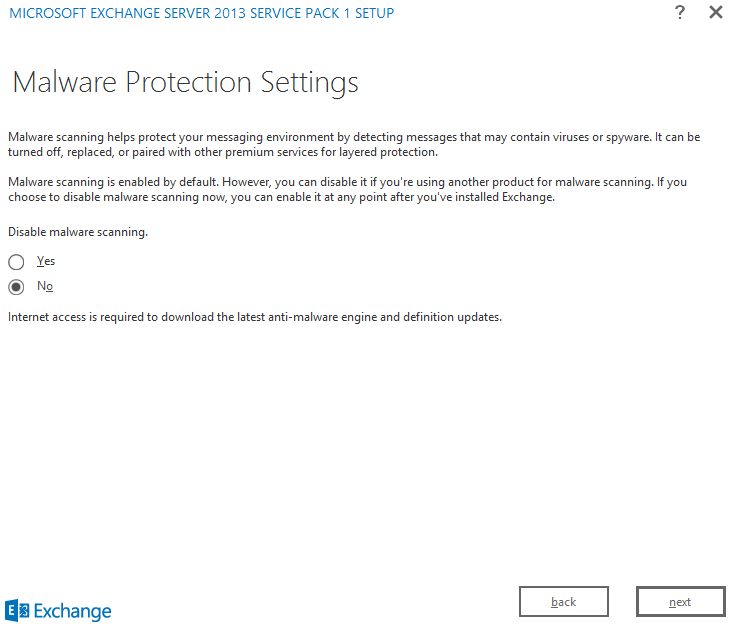 MICROSOFT EXCHANGE SERVER 2013 SERVICE PACK 1 SETUP
?
Malware Protection Settings
Malware scanning helps protect your messaging environment by detecting messages that may contain viruses or spyware. It can be
turned off, replaced, or paired with other premium services for layered protection.
Malware scanning is enabled by default. However, you can disable it if you're using another product for malware scanning. If you
choose to disable malware scanning now, you can enable it at any point after you've installed Exchange.
Disable malware scanning.
Yes
No
Internet access is required to download the latest anti-malware engine and definition updates.
back
next
Exchange